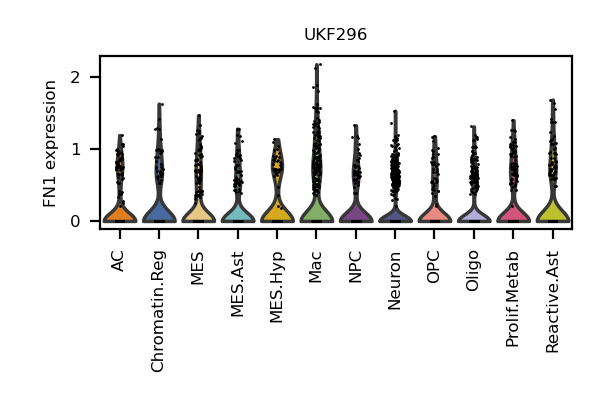 UKF296
FN1 expression
2
1
0
AC
Chromatin.Reg
MES
MES.Ast
MES.Hyp
Mac
NPC
Neuron
OPC
Oligo
Prolif.Metab
Reactive.Ast